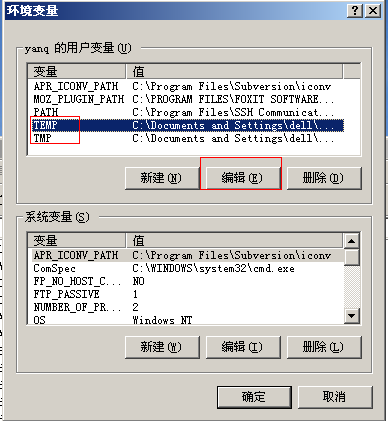 环境变量
yanq 的用户变量(U)
变量 值
APR_ICONV_PATH C:\Program Files\Subversion\iconv
MOZ_PLUGIN_PATH C:\PROGRAM FILES\FOXIT SOFTWARE...
PATH C:\Program Files\SSH Communicat...
TEMP C:\Documents and Settings\dell\...
TMP C:\Documents and Settings\dell\...
新建(N) 编辑(E) 删除(D)
系统变量(S)
变量 值
APR_ICONV_PATH C:\Program Files\Subversion\iconv
ComSpec C:\WINDOWS\system32\cmd.exe
FP_NO_HOST_C... NO
FTP_PASSIVE 1
NUMBER_OF_PR... 2
OS Windows NT
新建(W) 编辑(I) 删除(L)
确定 取消